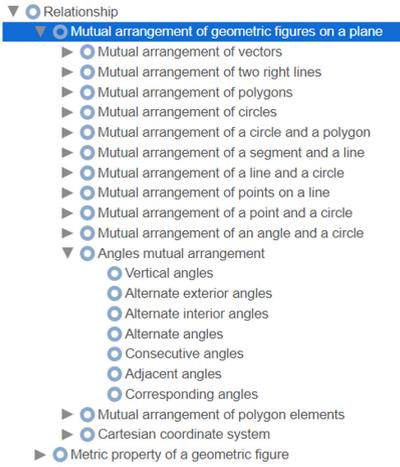 Relationship
Mutual arrangement of geometric figures on a plane
Mutual arrangement of vectors
Mutual arrangement of two right lines
Mutual arrangement of polygons
Mutual arrangement of circles
Mutual arrangement of a circle and a polygon
Mutual arrangement of a segment and a line
Mutual arrangement of a line and a circle
Mutual arrangement of points on a line
Mutual arrangement of a point and a circle
Mutual arrangement of an angle and a circle
Angles mutual arrangement
Vertical angles
Alternate exterior angles
Alternate interior angles
Alternate angles
Consecutive angles
Adjacent angles
Corresponding angles
Mutual arrangement of polygon elements
Cartesian coordinate system
Metric property of a geometric figure